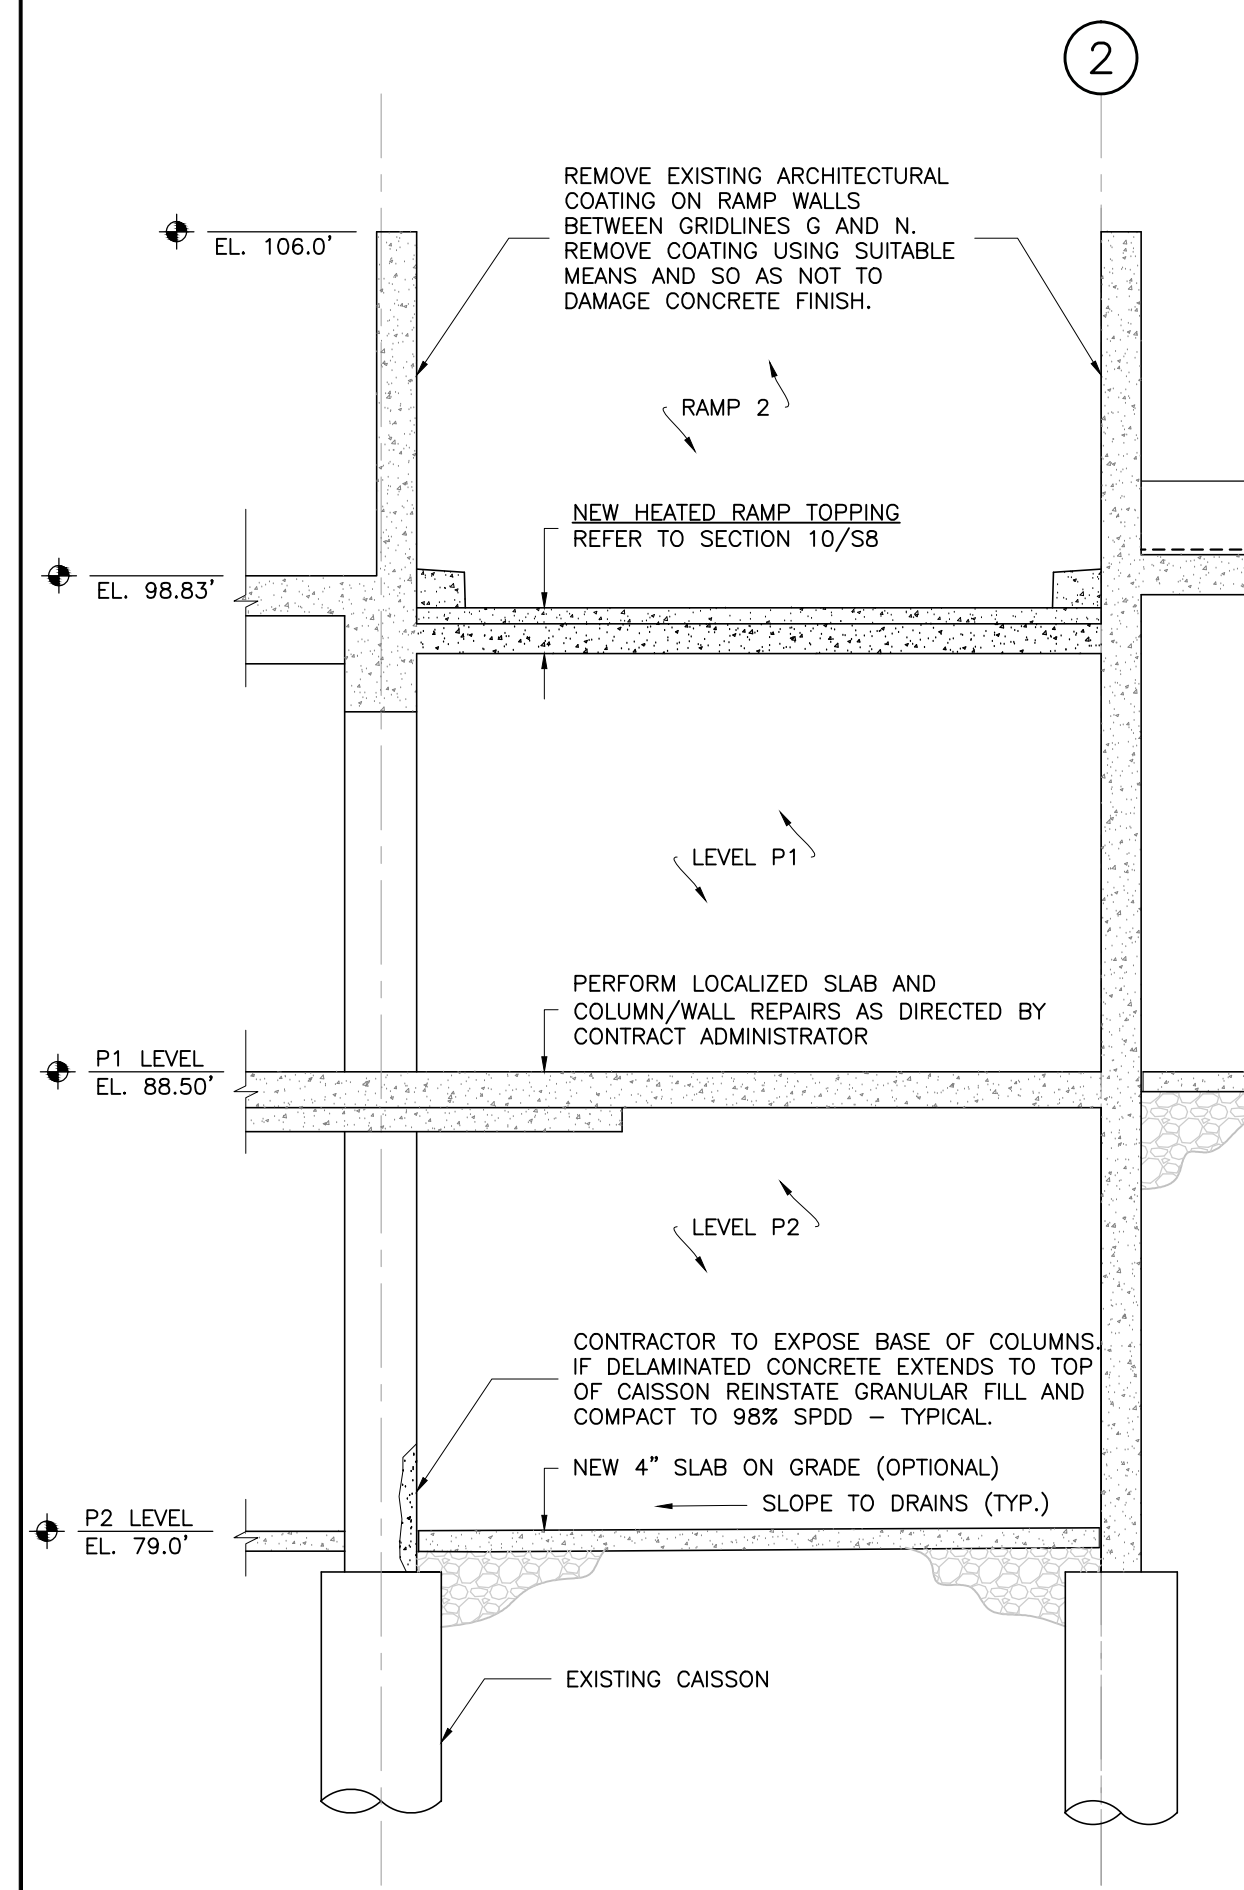 2
REMOVE EXISTING ARCHITECTURAL
COATING ON RAMP WALLS
BETWEEN GRIDLINES G AND N.
REMOVE COATING USING SUITABLE
MEANS AND SO AS NOT TO
DAMAGE CONCRETE FINISH.
EL. 106.0'
RAMP 2
NEW HEATED RAMP TOPPING
REFER TO SECTION 10/S8
EL. 98.83'
LEVEL P1
PERFORM LOCALIZED SLAB AND
COLUMN/WALL REPAIRS AS DIRECTED BY
CONTRACT ADMINISTRATOR
P1 LEVEL
EL. 88.50'
LEVEL P2
CONTRACTOR TO EXPOSE BASE OF COLUMNS.
IF DELAMINATED CONCRETE EXTENDS TO TOP
OF CAISSON REINSTATE GRANULAR FILL AND
COMPACT TO 98% SPDD – TYPICAL.
NEW 4" SLAB ON GRADE (OPTIONAL)
SLOPE TO DRAINS (TYP.)
P2 LEVEL
EL. 79.0'
EXISTING CAISSON